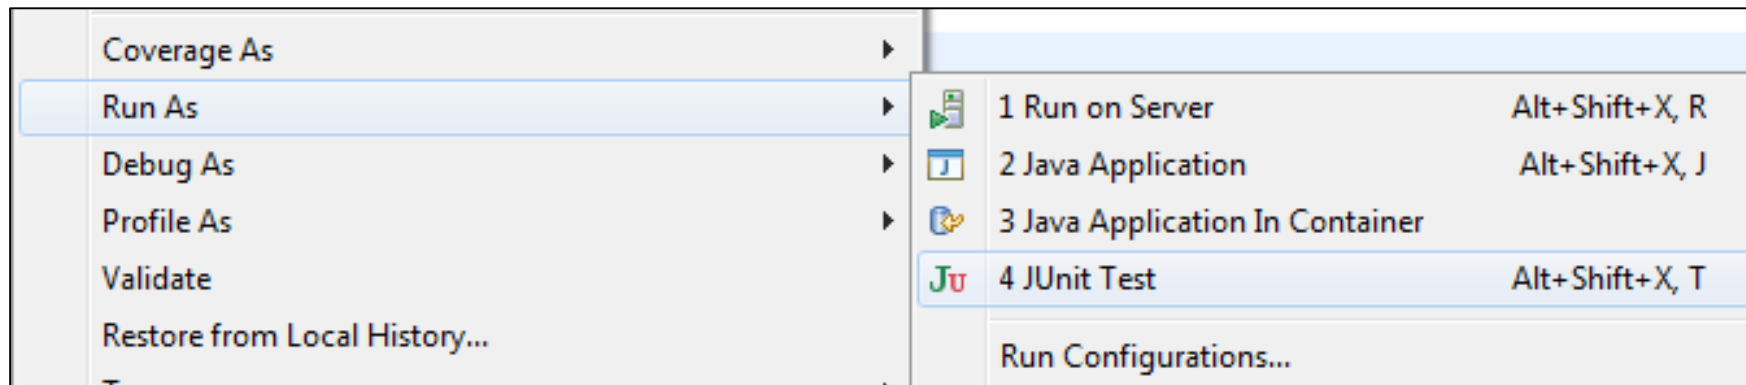 Coverage As
Run As
Debug As
Profile As
Validate
Restore from Local History...
1 Run on Server Alt+Shift+X, R
J 2 Java Application Alt+Shift+X, J
3 Java Application In Container
JU 4 JUnit Test Alt+Shift+X, T
Run Configurations...